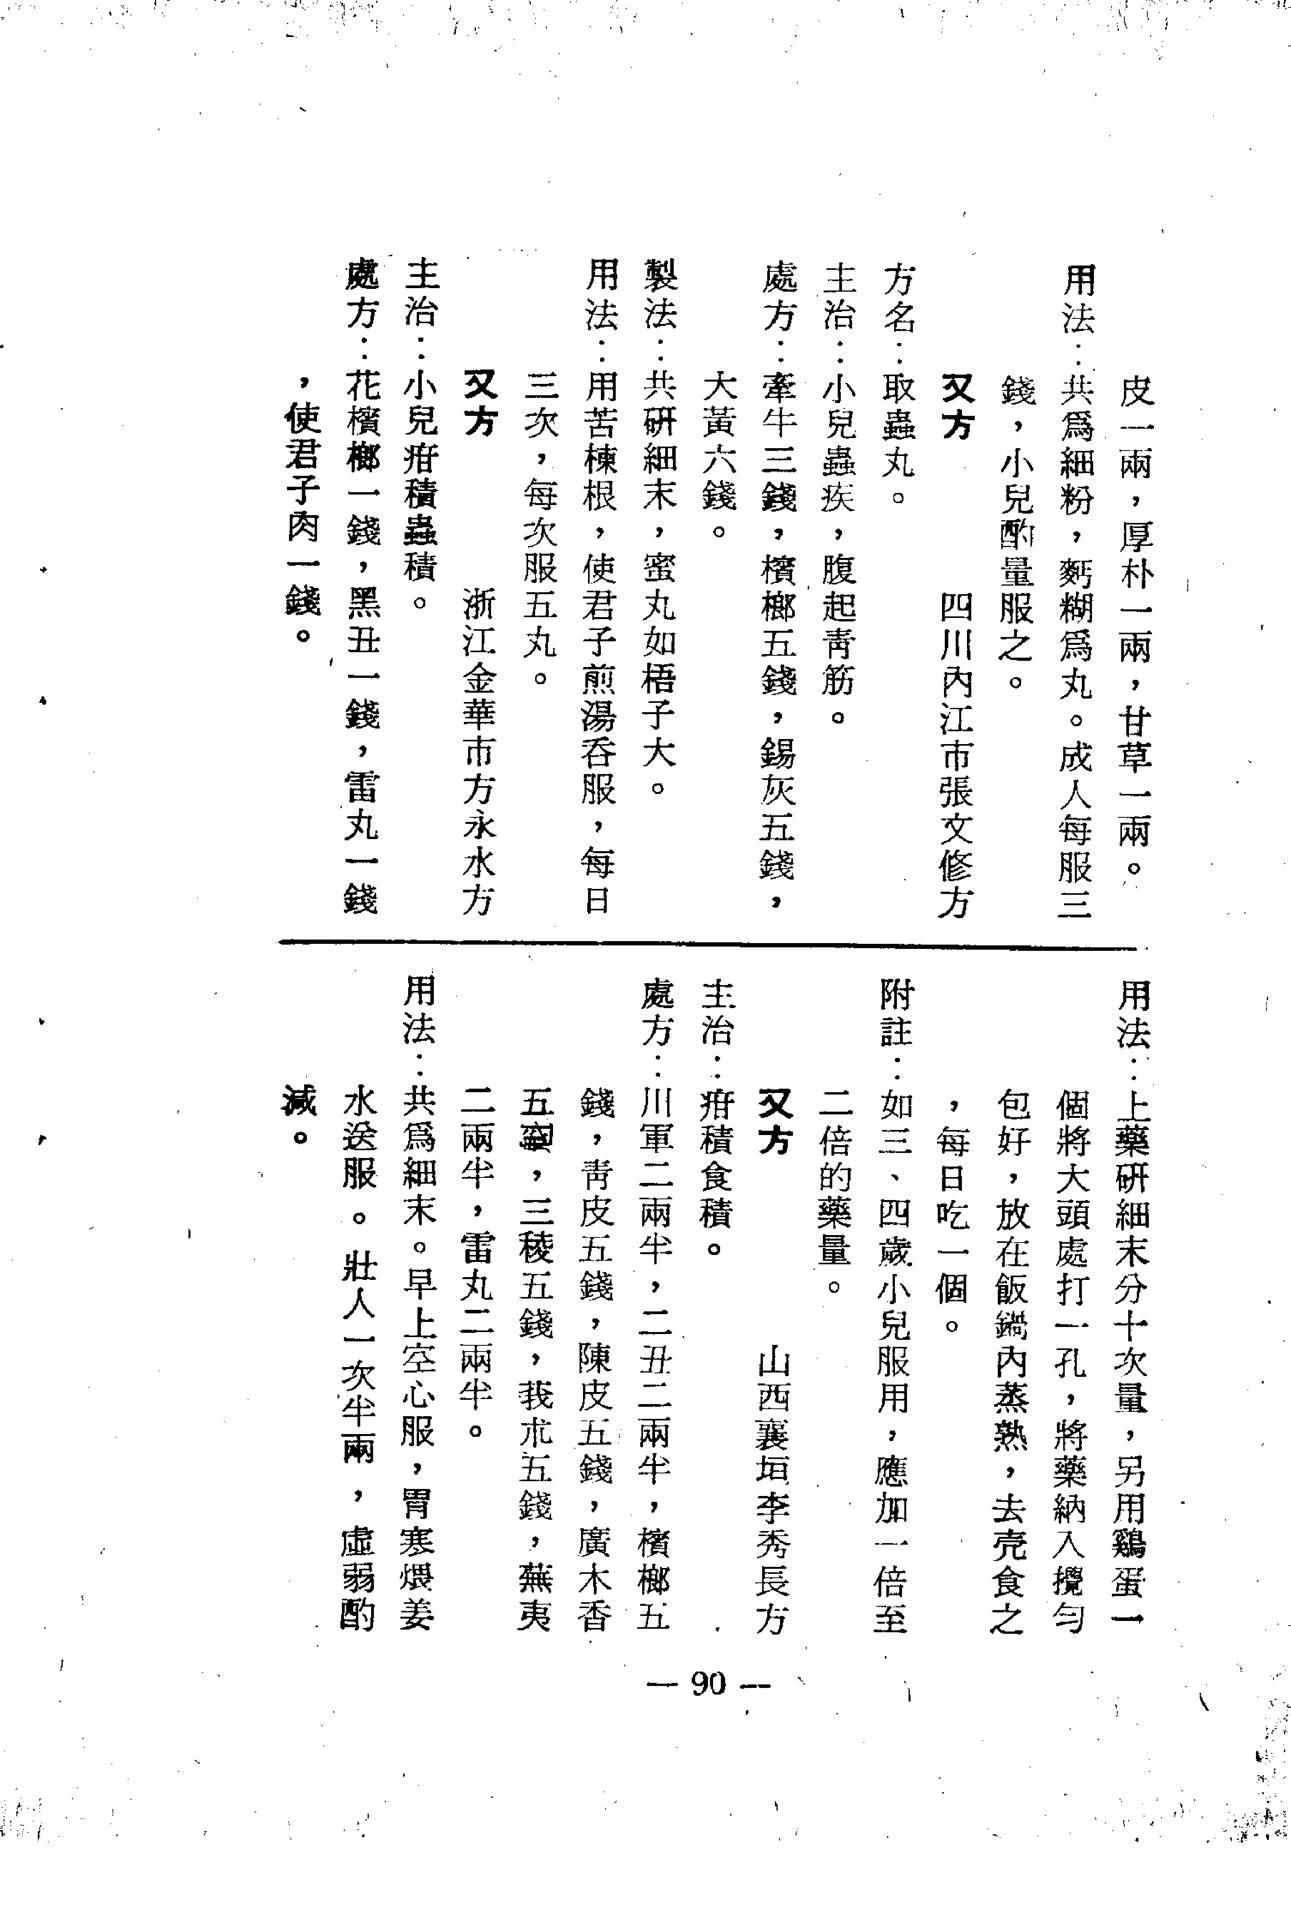 皮一兩，厚朴一兩，甘草一兩。
用法：共爲細粉，麪糊爲丸。成人每服三
錢，小兒酌量服之。
又方　四川內江市張文修方
方名：取蟲丸。
主治：小兒蟲疾，腹起青筋。
處方：牽牛三錢，檳榔五錢，錫灰五錢，
大黃六錢。
製法：共研細末，蜜丸如梧子大。
用法：用苦楝根，使君子煎湯呑服，每日
三次，每次服五丸。
又方　浙江金華市方永水方
主治：小兒疳積蟲積。
處方：花檳榔一錢，黑丑一錢，雷丸一錢
，使君子肉一錢。
用法：上藥研細末分十次量，另用鷄蛋一
個將大頭處打一孔，將藥納入攪勻
包好，放在飯鍋內蒸熟，去壳食之
，每日吃一個。
附註：如三、四歲小兒服用，應加一倍至
二倍的藥量。
又方　山西襄垣李秀長方
主治：疳積食積。
處方：川軍二兩半，二丑二兩半，檳榔五
錢，青皮五錢，陳皮五錢，廣木香
五錢，三稜五錢，莪朮五錢，蕪夷
二兩半，雷丸二兩半。
用法：共爲細末。早上空心服，胃寒煨姜
水送服。壯人一次半兩，虛弱酌
減。
— 90 —